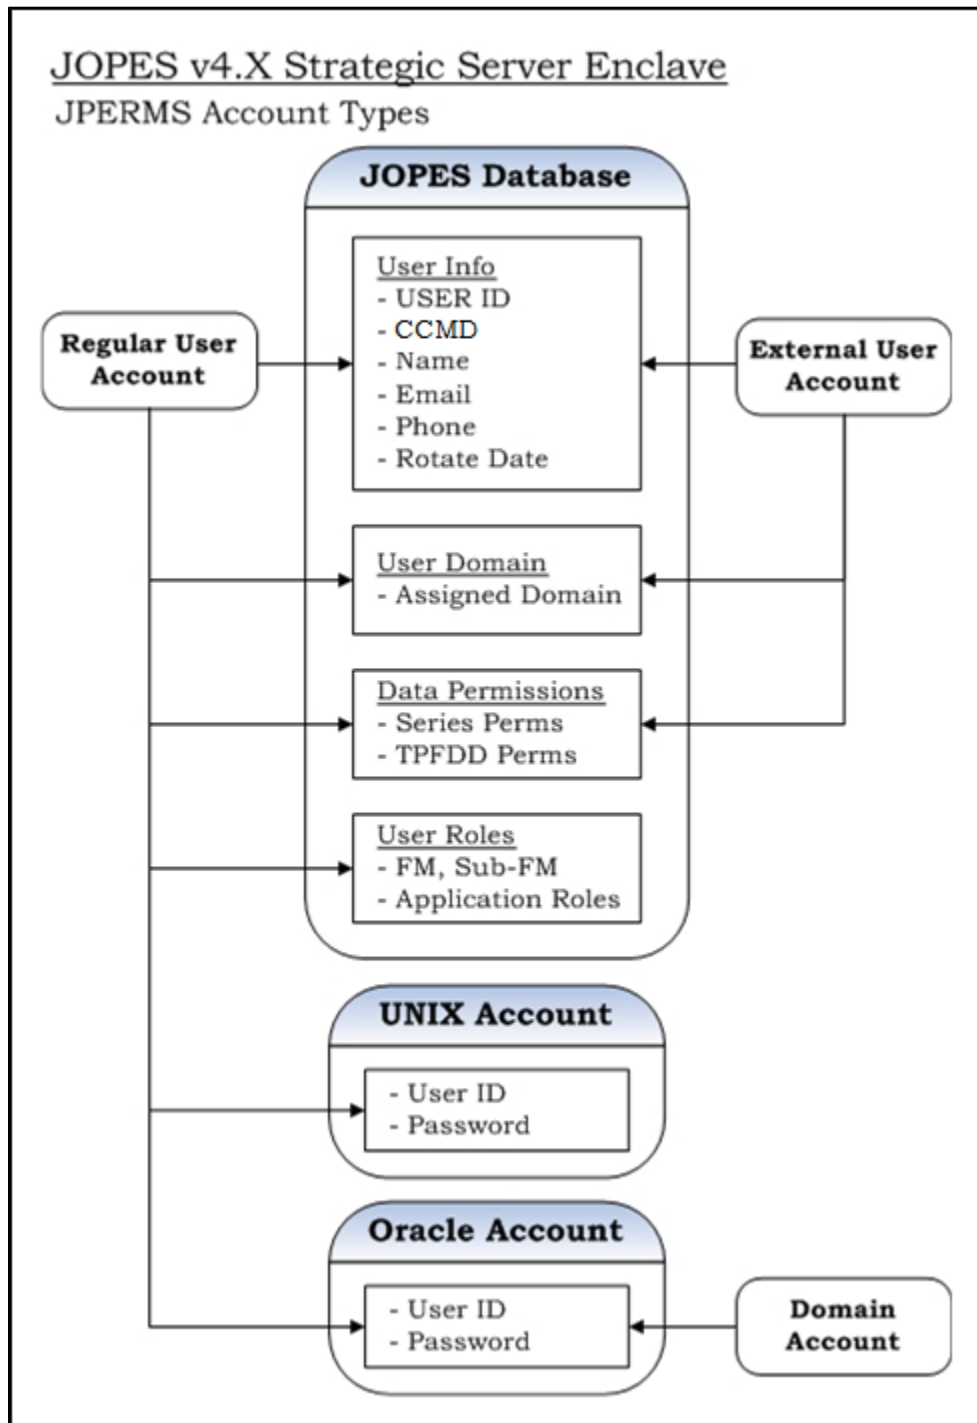 JOPES v4.X Strategic Server Enclave
JPERMS Account Types
JOPES Database
User Info
- USER ID
- CCMD
- Name
- Email
- Phone
- Rotate Date
Regular User
Account
External User
Account
User Domain
- Assigned Domain
Data Permissions
- Series Perms
- TPFDD Perms
User Roles
- FM, Sub-FM
- Application Roles
UNIX Account
- User ID
- Password
Oracle Account
- User ID
- Password
Domain
Account